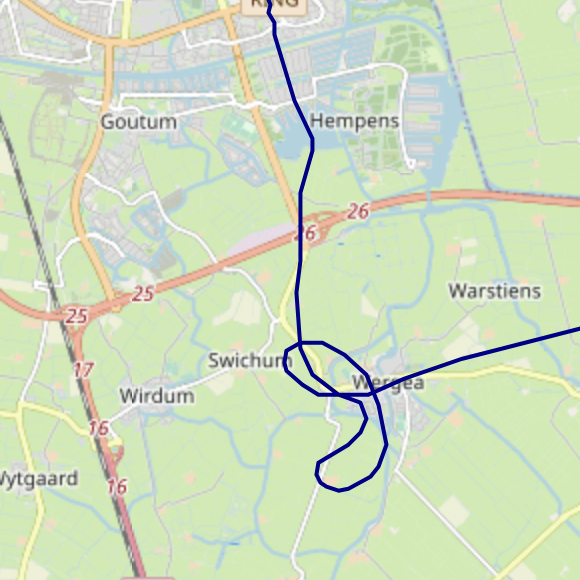 RING
Goutum
Hempens
26
26
25
25
Warstiens
Swichum
17
Wergea
Wirdum
16
Wytgaard
16